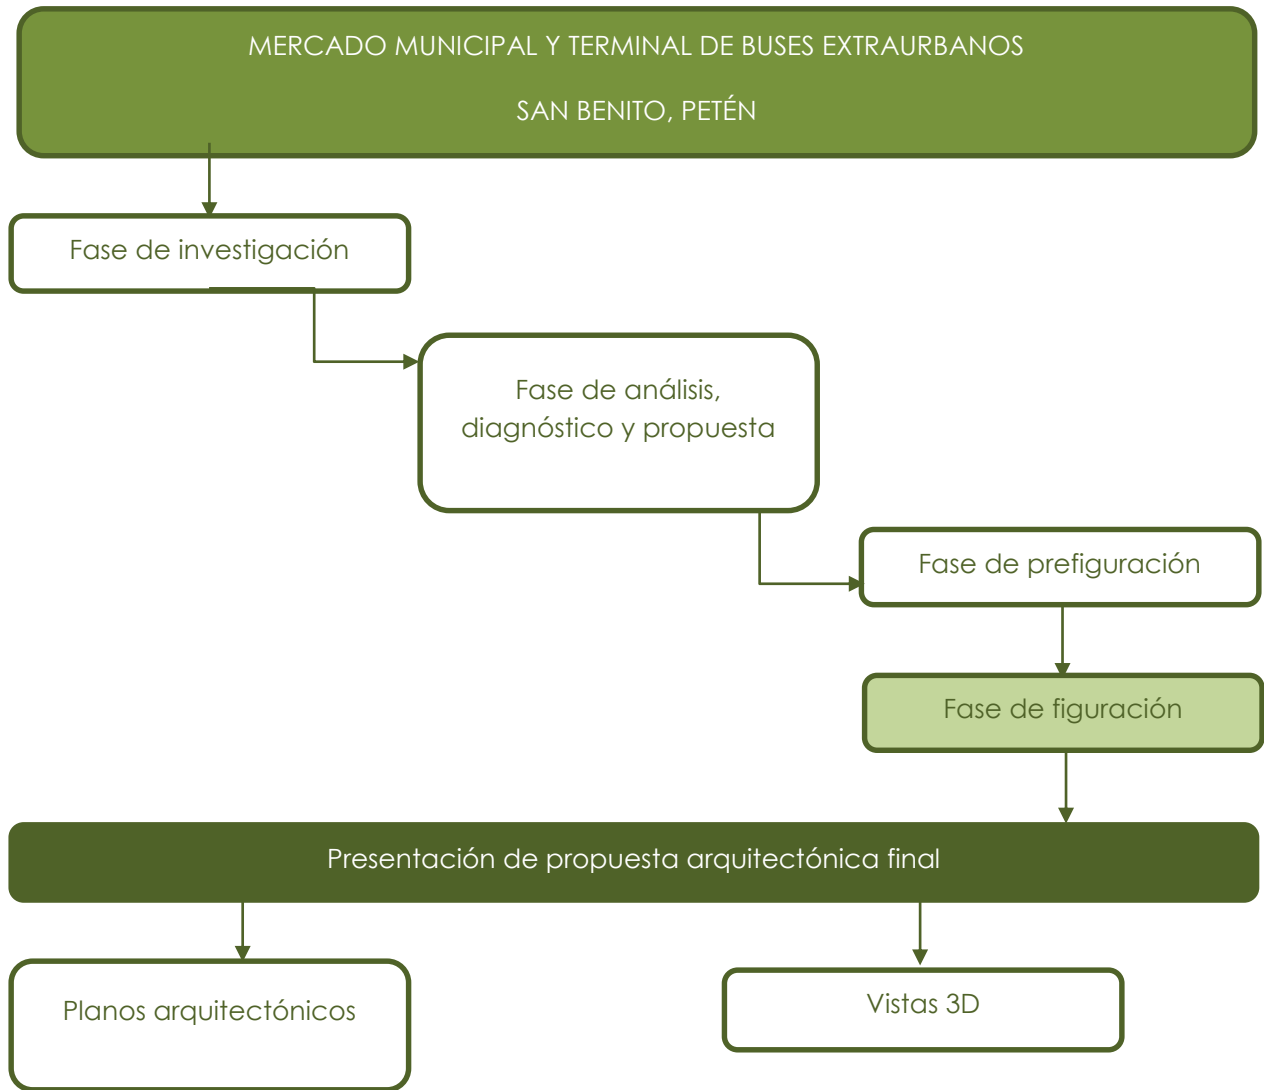 MERCADO MUNICIPAL Y TERMINAL DE BUSES EXTRAURBANOS
SAN BENITO, PETÉN
Fase de investigación
Fase de análisis,
diagnóstico y propuesta
Fase de prefiguración
Fase de figuración
Presentación de propuesta arquitectónica final
Planos arquitectónicos
Vistas 3D